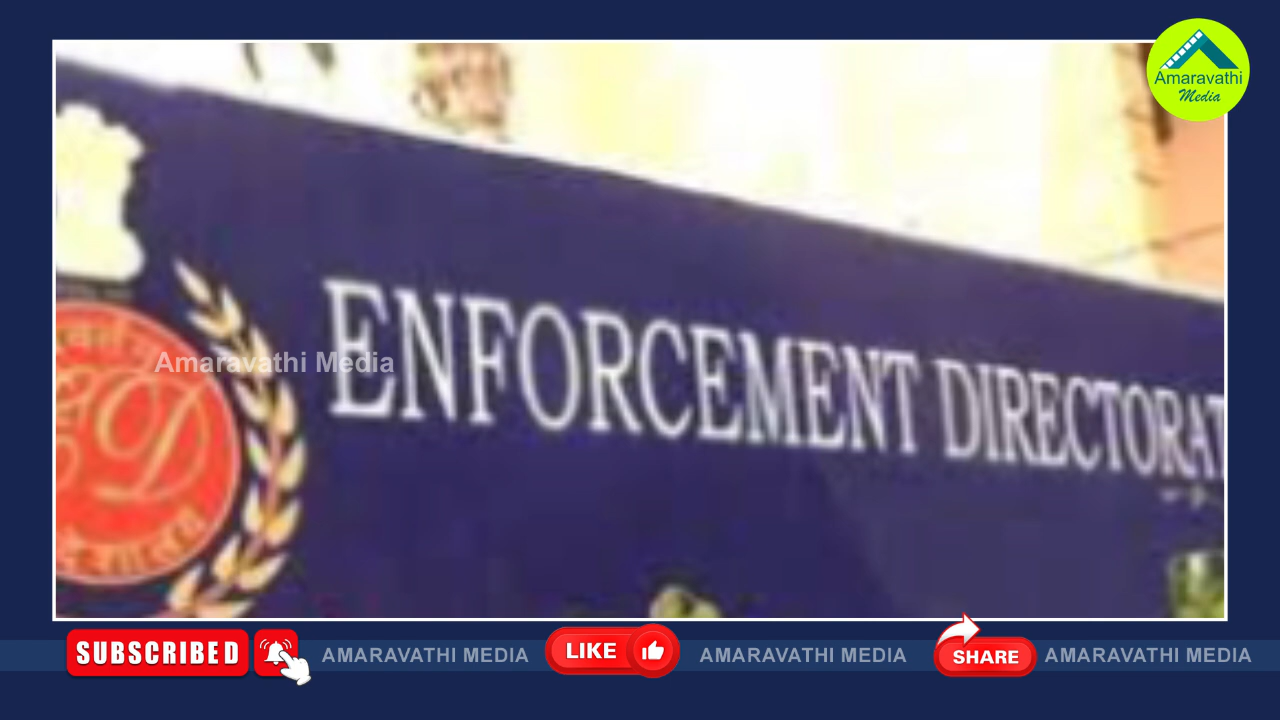 Amaravathi
Media
ENFORCEMENT DIRECTORAT
Amaravathi Media
SUBSCRIBED
AMARAVATHI MEDIA
LIKE
AMARAVATHI MEDIA
SHARE
AMARAVATHI MEDIA